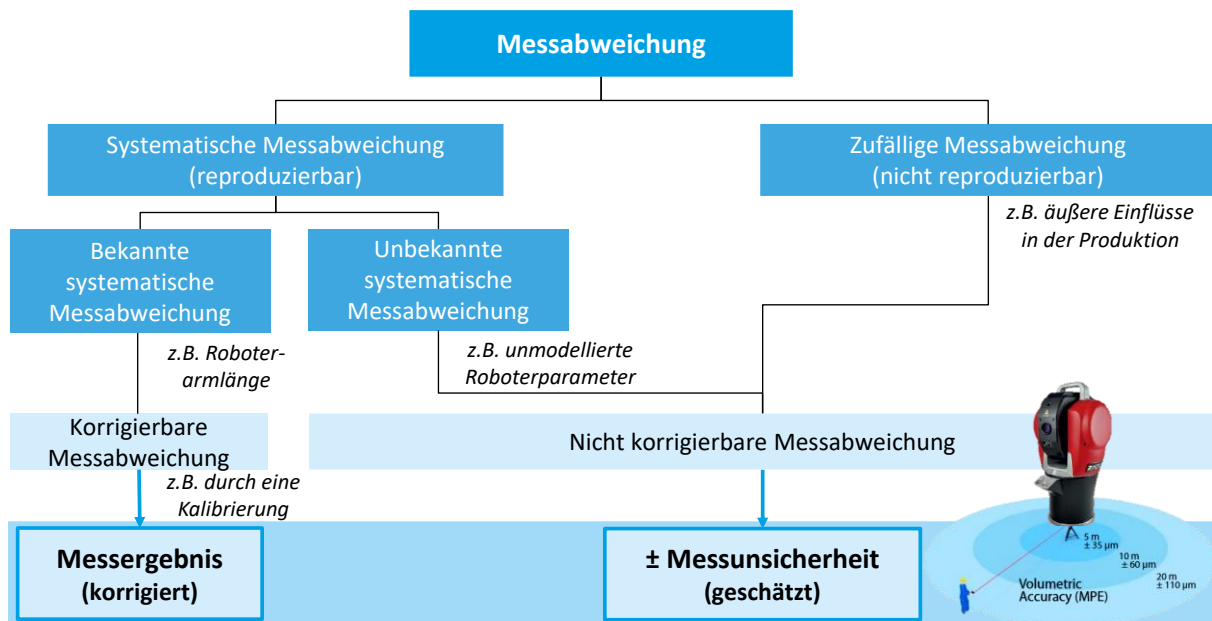 Messabweichung
Systematische Messabweichung
(reproduzierbar)
Zufällige Messabweichung
(nicht reproduzierbar)
z.B. äußere Einflüsse
in der Produktion
Bekannte
systematische
Messabweichung
Unbekannte
systematische
Messabweichung
z.B. Roboter-
armlänge
z.B. unmodellierte
Roboterparameter
Korrigierbare
Messabweichung
Nicht korrigierbare Messabweichung
z.B. durch eine
Kalibrierung
Messergebnis
(korrigiert)
± Messunsicherheit
(geschätzt)
5 m
± 35 µm
10 m
± 60 µm
20 m
± 110 µm
Volumetric
Accuracy (MPE)